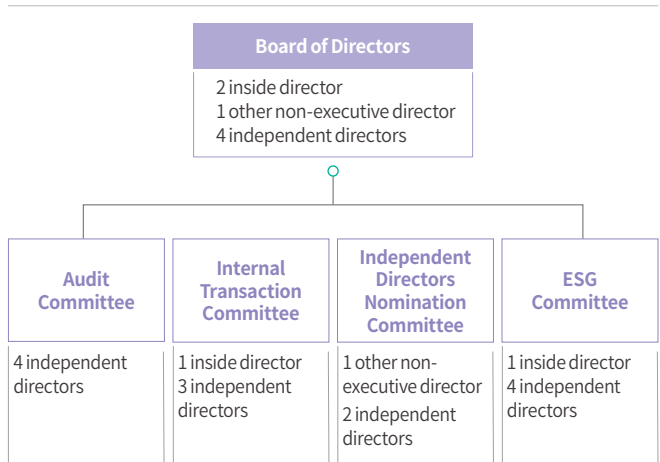 Board of Directors
2 inside director
1 other non-executive director
4 independent directors
Audit
Committee
Internal
Transaction
Committee
Independent
Directors
Nomination
Committee
ESG
Committee
4 independent
directors
1 inside director
3 independent
directors
1 other non-
executive director
2 independent
directors
1 inside director
4 independent
directors